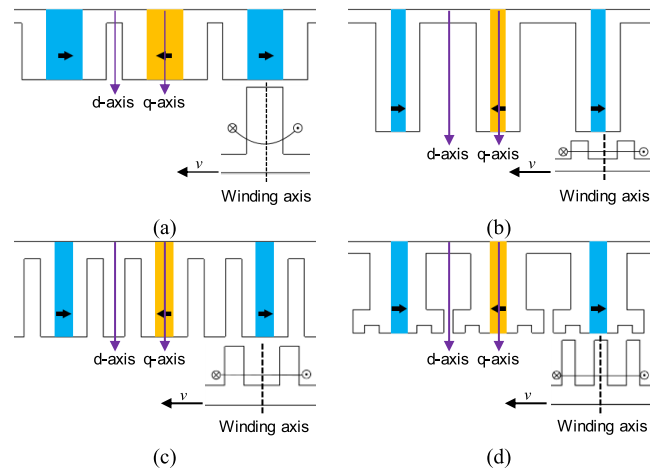 d-axis q-axis
v
Winding axis
(a)
d-axis q-axis
v
Winding axis
(b)
d-axis q-axis
v
Winding axis
(c)
d-axis q-axis
v
Winding axis
(d)